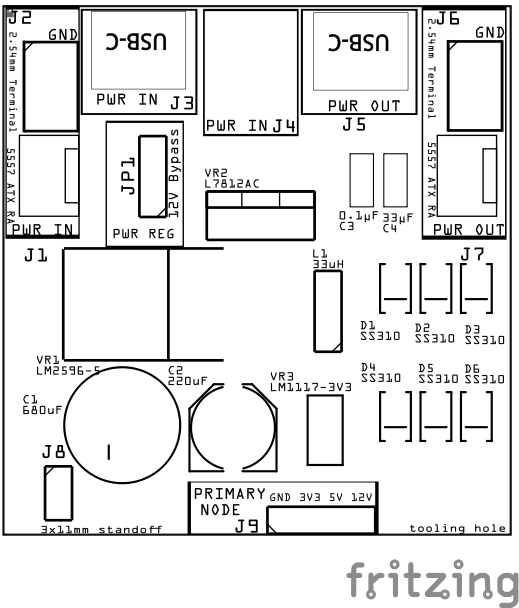 J2
2.54mm Terminal
GND
5557 ATX RA
PWR IN
J1
USB-C
PWR IN
J3
PWR IN J4
USB-C
PWR OUT
J5
J6
2.54mm Terminal
GND
5557 ATX RA
PWR OUT
J7
JP1
12V Bypass
PWR REG
VR2
L7812AC
0.1µF
C3
33µF
C4
L1
33uH
D1
SS310
D2
SS310
D3
SS310
VR1
LM2596-5
C2
220uF
D4
SS310
D5
SS310
D6
SS310
VR3
LM1117-3V3
C1
680uF
J8
PRIMARY
NODE
GND 3V3 5V 12V
J9
3x11mm standoff
tooling hole
fritzing